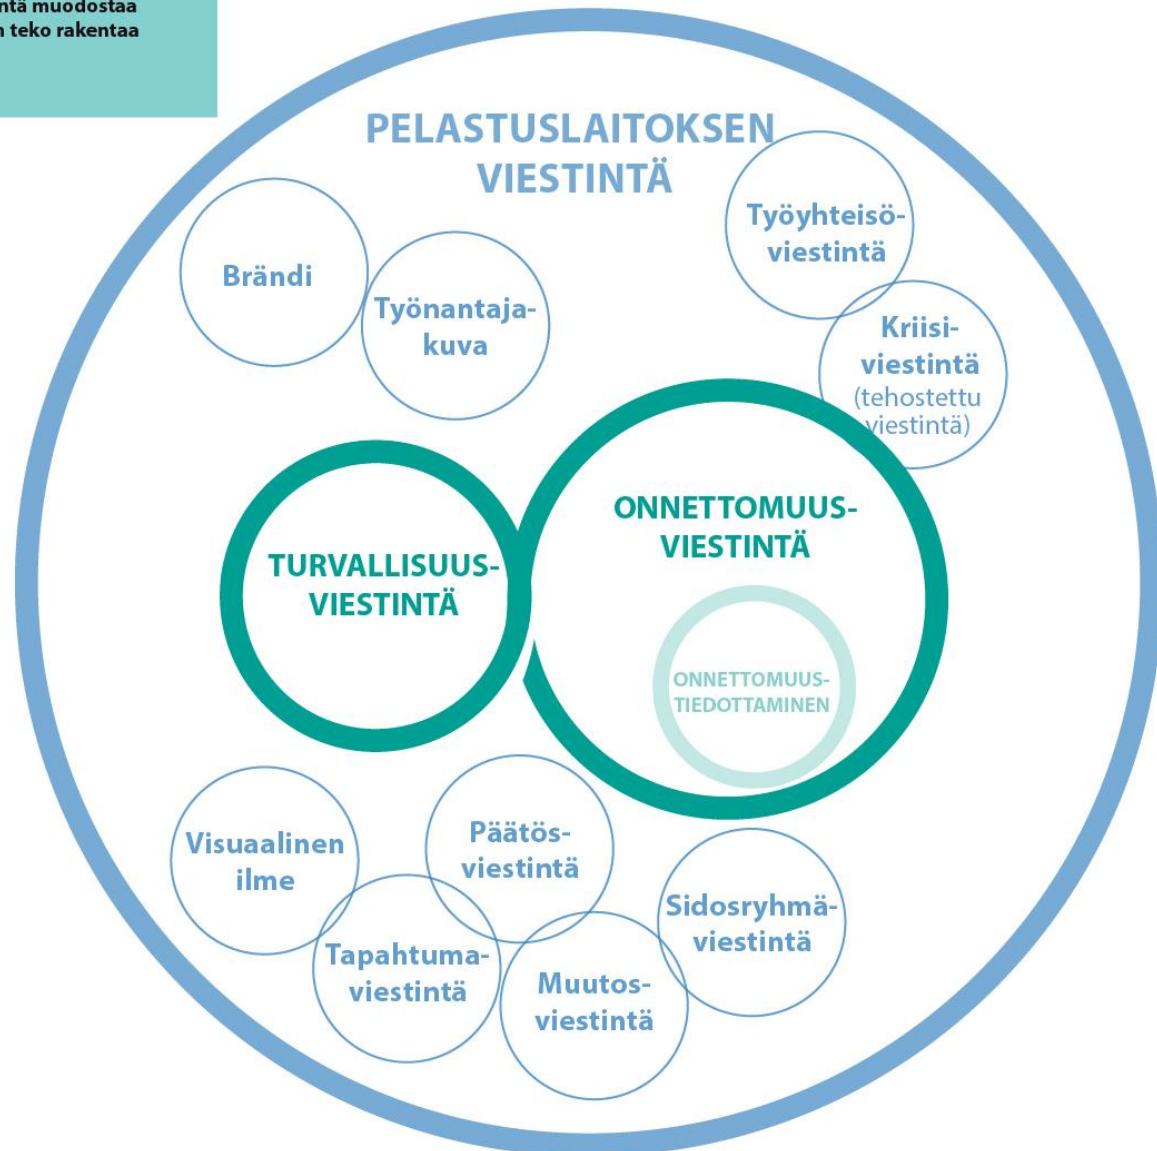 muodostaa
teko rakentaa
PELASTUSLAITOKSEN
VIESTINTÄ
Brändi
Työnantaja-
kuva
Työyhteisö-
viestintä
Kriisi-
viestintä
(tehostettu
viestintä)
TURVALLISUUS-
VIESTINTÄ
ONNETTOMUUS-
VIESTINTÄ
ONNETTOMUUS-
TIEDOTTAMINEN
Visuaalinen
ilme
Päätös-
viestintä
Tapahtuma-
viestintä
Muutos-
viestintä
Sidosryhmä-
viestintä